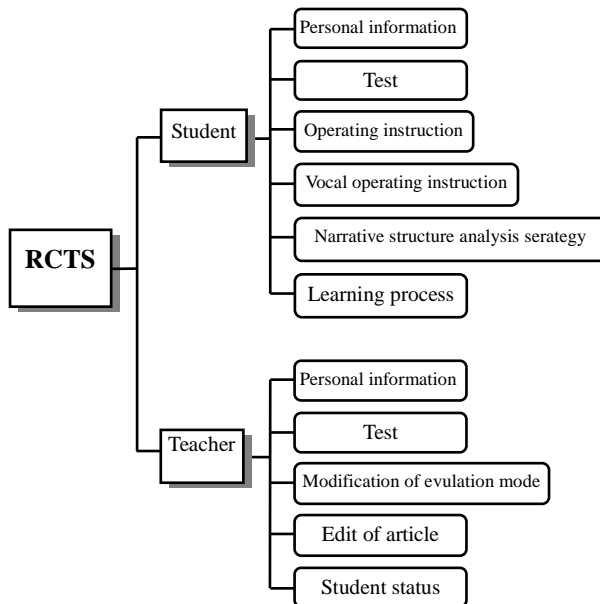 RCTS
Student
Personal information
Test
Operating instruction
Vocal operating instruction
Narrative structure analysis serategy
Learning process
Teacher
Personal information
Test
Modification of evulation mode
Edit of article
Student status